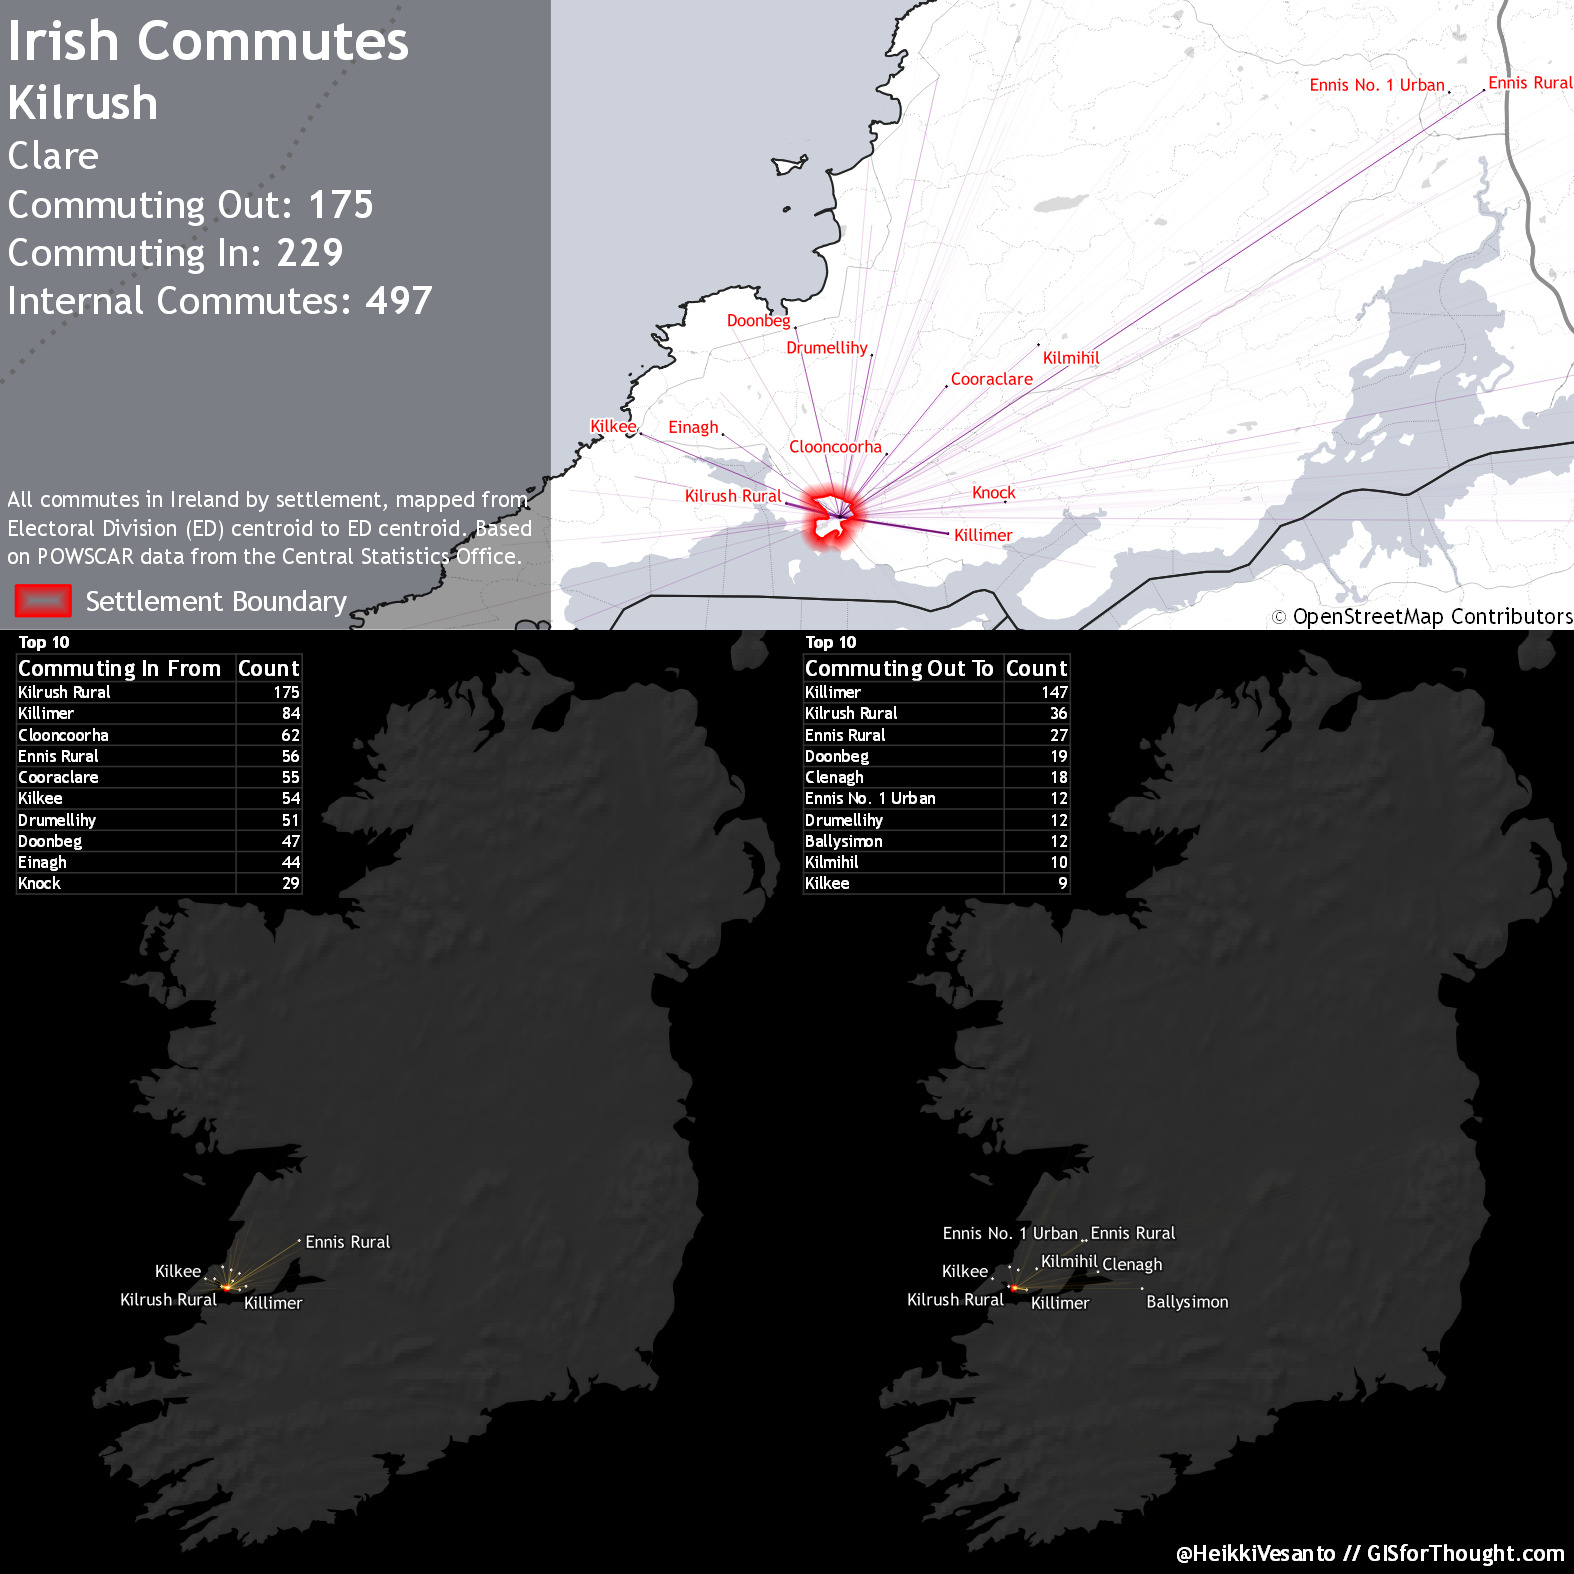 Irish Commutes
Kilrush
Clare
Commuting Out: 175
Commuting In: 229
Internal Commutes: 497
All commutes in Ireland by settlement, mapped from
Electoral Division (ED) centroid to ED centroid. Based
on POWSCAR data from the Central Statistics Office.
Settlement Boundary
Ennis No. 1 Urban
Ennis Rural
Doonbeg
Drumellihy
Kilmihil
Cooraclare
Kilkee
Einagh
Clooncoorha
Kilrush Rural
Knock
Killimer
© OpenStreetMap Contributors
Top 10
Commuting In From Count
Kilrush Rural 175
Killimer 84
Clooncoorha 62
Ennis Rural 56
Cooraclare 55
Kilkee 54
Drumellihy 51
Doonbeg 47
Einagh 44
Knock 29
Ennis Rural
Kilkee
Kilrush Rural
Killimer
Top 10
Commuting Out To Count
Killimer 147
Kilrush Rural 36
Ennis Rural 27
Doonbeg 19
Clenagh 18
Ennis No. 1 Urban 12
Drumellihy 12
Ballysimon 12
Kilmihil 10
Kilkee 9
Ennis No. 1 Urban
Ennis Rural
Kilmihil
Clenagh
Kilkee
Kilrush Rural
Killimer
Ballysimon
@HeikkiVesanto // GISforThought.com